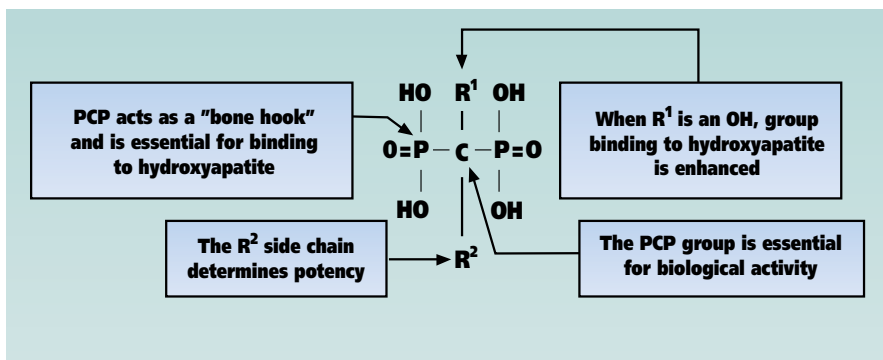 PCP acts as a "bone hook"
and is essential for binding
to hydroxyapatite
HO R¹ OH
O=P – C – P=O
HO OH
R²
When R¹ is an OH, group
binding to hydroxyapatite
is enhanced
The R² side chain
determines potency
The PCP group is essential
for biological activity